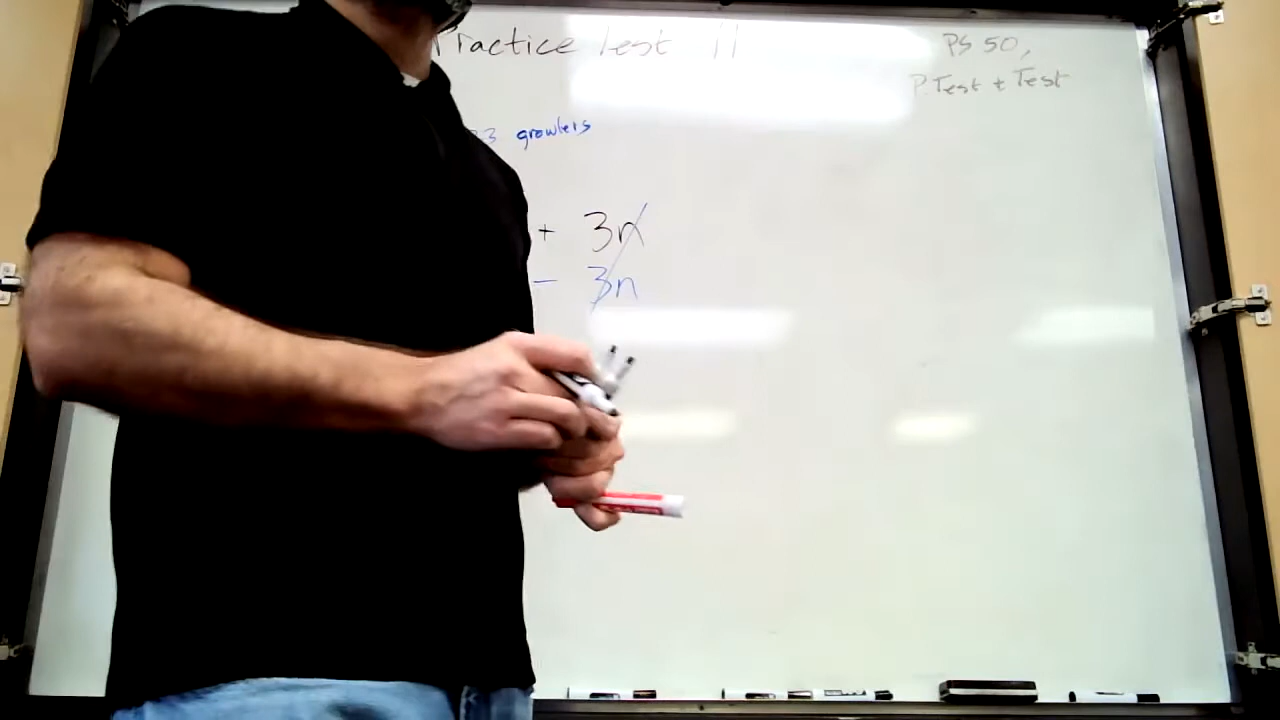 Practice Test 11
PS 50,
P.Test + Test
3 growlers
+ 3n
- 3n